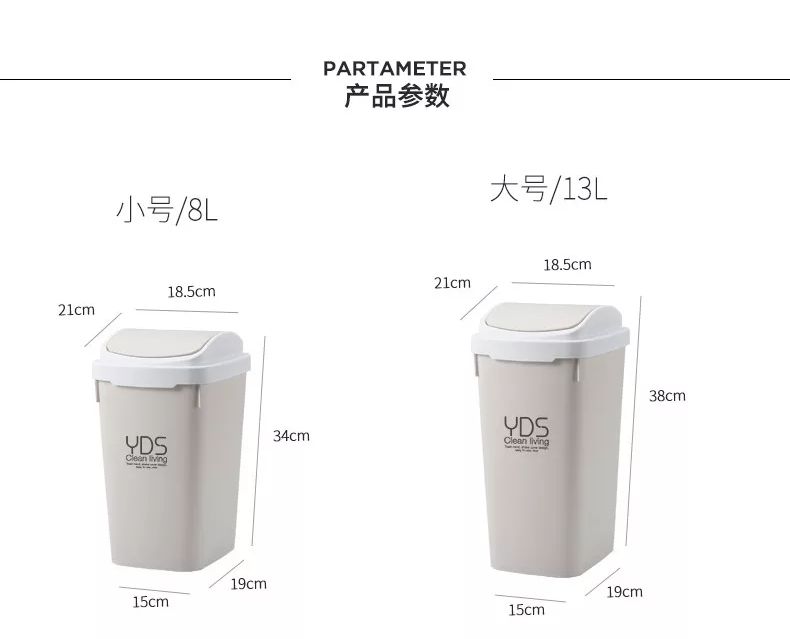 PARTAMETER
产品参数
小号/8L
大号/13L
18.5cm
21cm
34cm
19cm
15cm
YDS
Clean living
18.5cm
21cm
38cm
19cm
15cm
YDS
Clean living